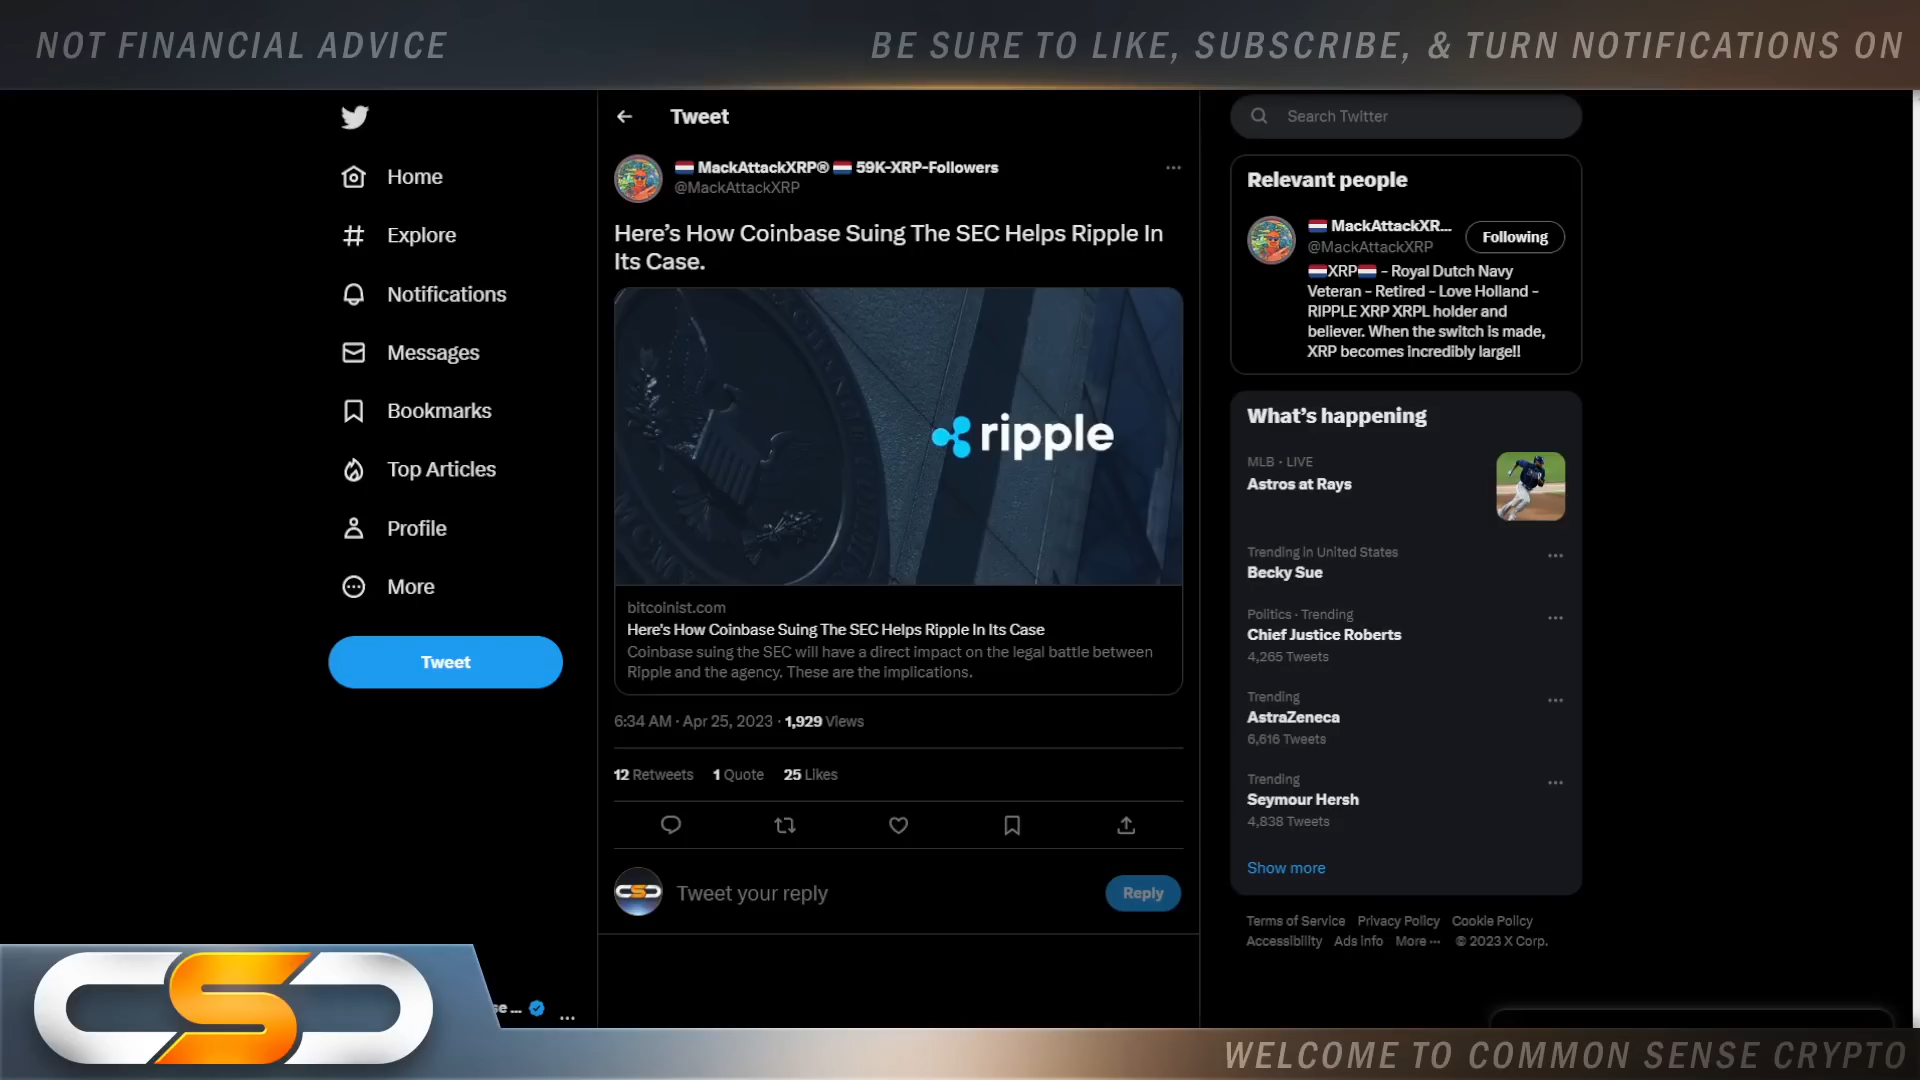 NOT FINANCIAL ADVICE
BE SURE TO LIKE, SUBSCRIBE, & TURN NOTIFICATIONS ON
Home
Explore
Notifications
Messages
Bookmarks
Top Articles
Profile
More
Tweet
Tweet
MackAttackXRP® 59K-XRP-Followers
@MackAttackXRP
Here’s How Coinbase Suing The SEC Helps Ripple In
Its Case.
ripple
bitcoinist.com
Here's How Coinbase Suing The SEC Helps Ripple In Its Case
Coinbase suing the SEC will have a direct impact on the legal battle between
Ripple and the agency. These are the implications.
6:34 AM · Apr 25, 2023 · 1,929 Views
12 Retweets 1 Quote 25 Likes
Tweet your reply
Reply
Search Twitter
Relevant people
MackAttackXR...
@MackAttackXRP
Following
XRP - Royal Dutch Navy
Veteran - Retired - Love Holland -
RIPPLE XRP XRPL holder and
believer. When the switch is made,
XRP becomes incredibly large!!
What’s happening
MLB · LIVE
Astros at Rays
Trending in United States
Becky Sue
Politics · Trending
Chief Justice Roberts
4,265 Tweets
Trending
AstraZeneca
6,616 Tweets
Trending
Seymour Hersh
4,838 Tweets
Show more
Terms of Service Privacy Policy Cookie Policy
Accessibility Ads info More ··· © 2023 X Corp.
CSC
WELCOME TO COMMON SENSE CRYPTO